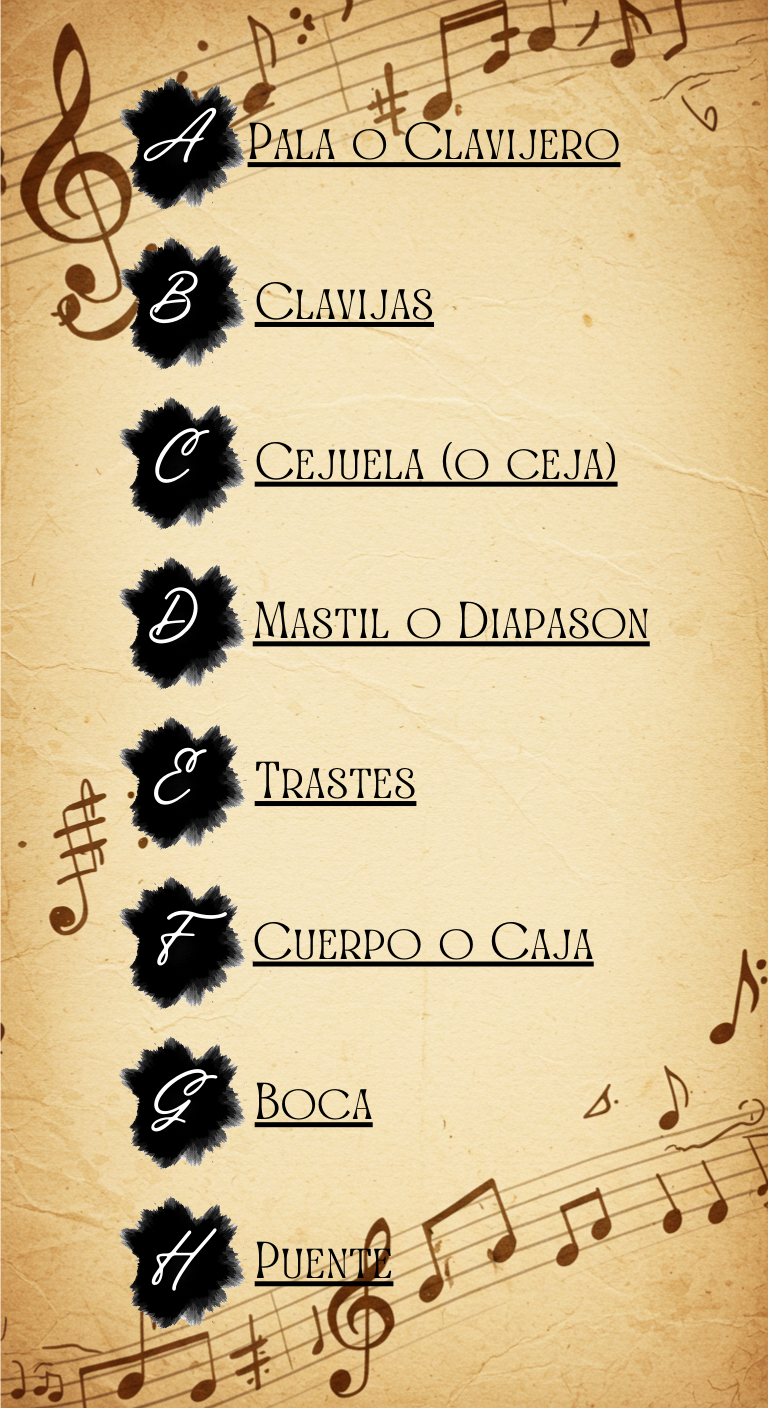 A Pala o Clavijero
B Clavijas
C Cejuela (o ceja)
D Mastil o Diapason
E Trastes
F Cuerpo o Caja
G Boca
H Puente